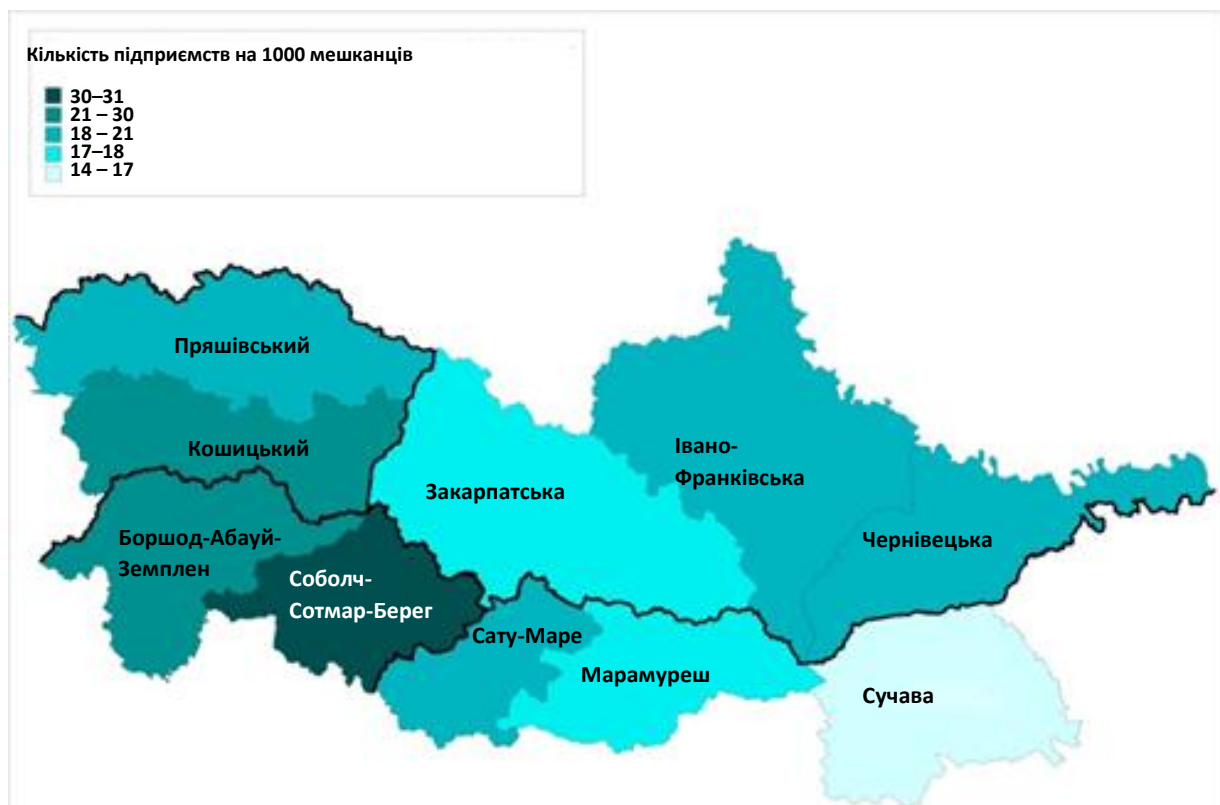 Кількість підприємств на 1000 мешканців
30–31
21 – 30
18 – 21
17–18
14 – 17
Пряшівський
Кошицький
Закарпатська
Івано-
Франківська
Чернівецька
Боршод-Абауй-
Земплен
Соболч-
Сотмар-Берег
Сату-Маре
Марамуреш
Сучава